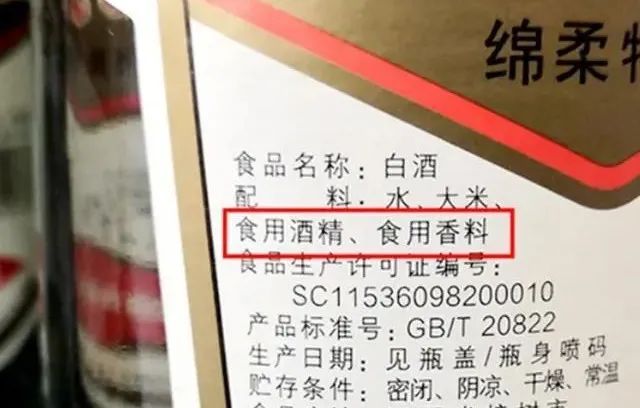 绵柔
食品名称：白酒
配 料：水、大米、
食用酒精、食用香料
食品生产许可证编号：
SC11536098200010
产品标准号：GB/T 20822
生产日期：见瓶盖/瓶身喷码
贮存条件：密闭、阴凉、干燥、常温